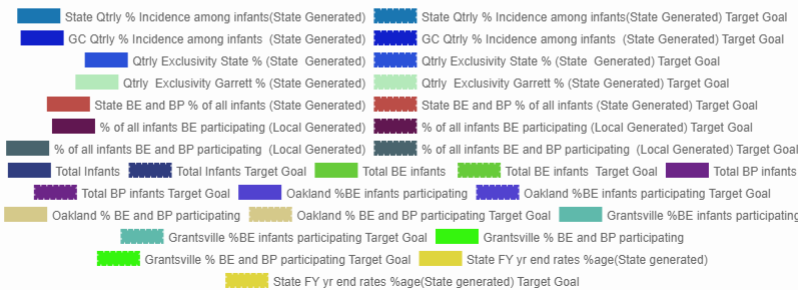 State Qtrly % Incidence among infants(State Generated) State Qtrly % Incidence among infants(State Generated) Target Goal
GC Qtrly % Incidence among infants (State Generated) GC Qtrly % Incidence among infants (State Generated) Target Goal
Qtrly Exclusivity State % (State Generated) Qtrly Exclusivity State % (State Generated) Target Goal
Qtrly Exclusivity Garrett % (State Generated) Qtrly Exclusivity Garrett % (State Generated) Target Goal
State BE and BP % of all infants (State Generated) State BE and BP % of all infants (State Generated) Target Goal
% of all infants BE participating (Local Generated) % of all infants BE participating (Local Generated) Target Goal
% of all infants BE and BP participating (Local Generated) % of all infants BE and BP participating (Local Generated) Target Goal
Total Infants Total Infants Target Goal Total BE infants Total BE infants Target Goal Total BP infants
Total BP infants Target Goal Oakland %BE infants participating Oakland %BE infants participating Target Goal
Oakland % BE and BP participating Oakland % BE and BP participating Target Goal Grantsville %BE infants participating
Grantsville %BE infants participating Target Goal Grantsville % BE and BP participating
Grantsville % BE and BP participating Target Goal State FY yr end rates %age(State generated)
State FY yr end rates %age(State generated) Target Goal